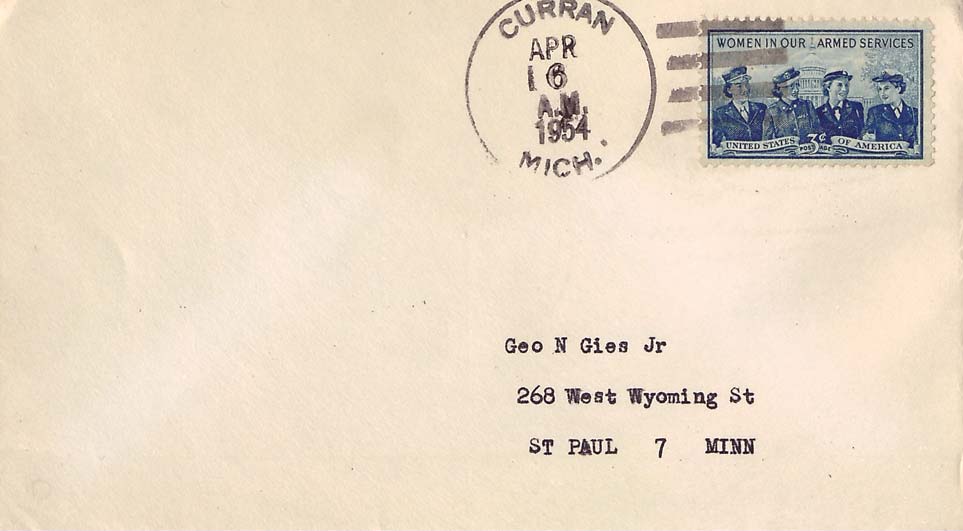 CURRAN
APR
16
A.M.
1954
MICH.
WOMEN IN OUR ARMED SERVICES
UNITED STATES 3¢ OF AMERICA
POSTAGE
Geo N Gies Jr
268 West Wyoming St
ST PAUL 7 MINN